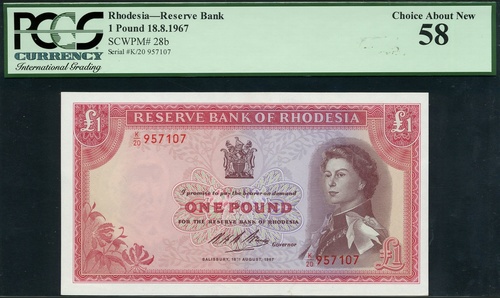 PCGS
CURRENCY
International Grading
Rhodesia—Reserve Bank
1 Pound 18.8.1967
SCWPM# 28b
Serial #K/20 957107
Choice About New
58
RESERVE BANK OF RHODESIA
£1
K/20 957107
£1
I promise to pay the bearer on demand
ONE POUND
FOR THE RESERVE BANK OF RHODESIA
Governor
K/20 957107
SALISBURY, 18TH AUGUST, 1967
£1